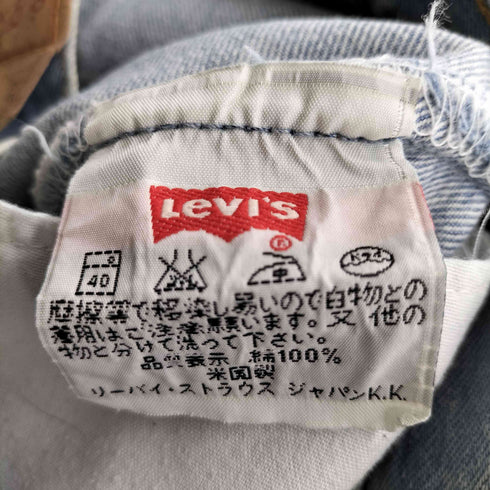 Levi's
®
40
ドライ
摩擦等で移染し易いので白物との
着用はご注意願います。又他の
物と分けて洗って下さい。
品質表示 綿100%
米国製
リーバイ・ストラウス ジャパンK.K.